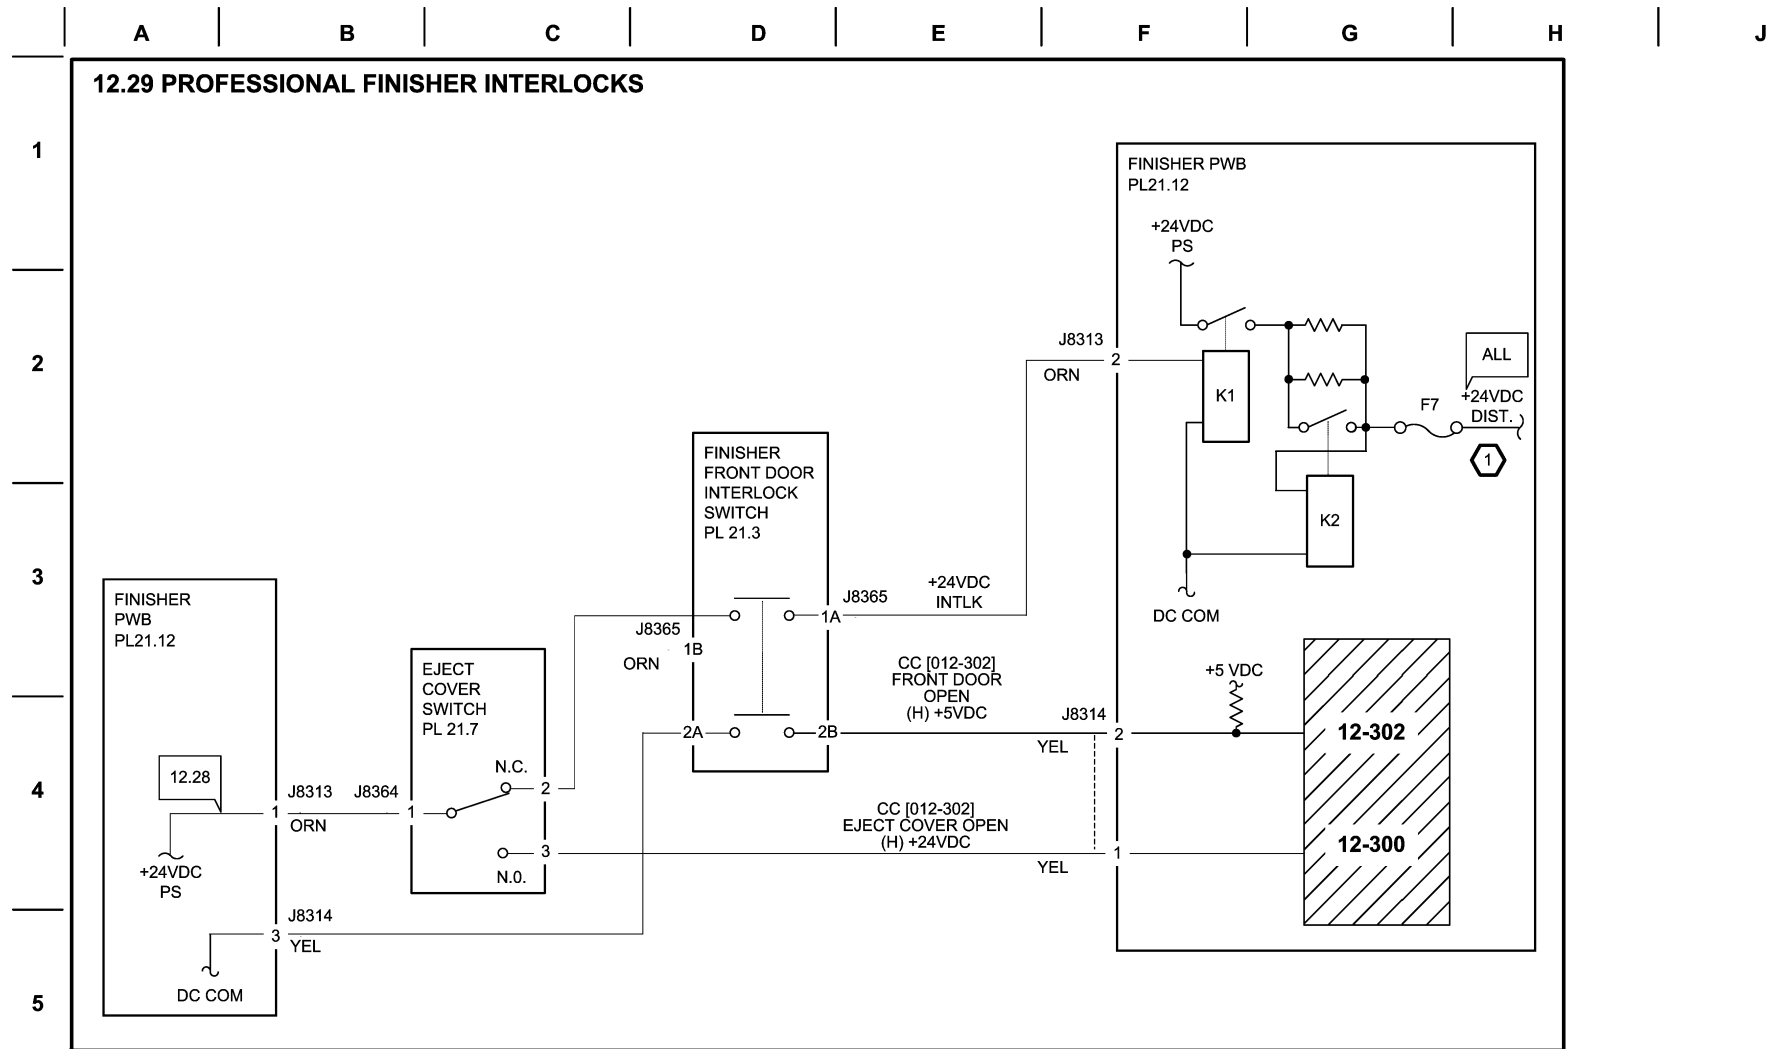 A B C D E F G H J
12.29 PROFESSIONAL FINISHER INTERLOCKS
1
2
3
4
5
FINISHER PWB
PL21.12
+24VDC
PS
J8313
2
ORN
K1
ALL
F7
+24VDC
DIST.
1
K2
DC COM
FINISHER
FRONT DOOR
INTERLOCK
SWITCH
PL 21.3
J8365
1B
ORN
1A
J8365
+24VDC
INTLK
2A
2B
CC [012-302]
FRONT DOOR
OPEN
(H) +5VDC
J8314
2
YEL
+5 VDC
12-302
12-300
FINISHER
PWB
PL21.12
12.28
+24VDC
PS
1
J8313
ORN
J8364
1
EJECT
COVER
SWITCH
PL 21.7
N.C.
2
3
N.0.
CC [012-302]
EJECT COVER OPEN
(H) +24VDC
1
YEL
J8314
3
YEL
DC COM